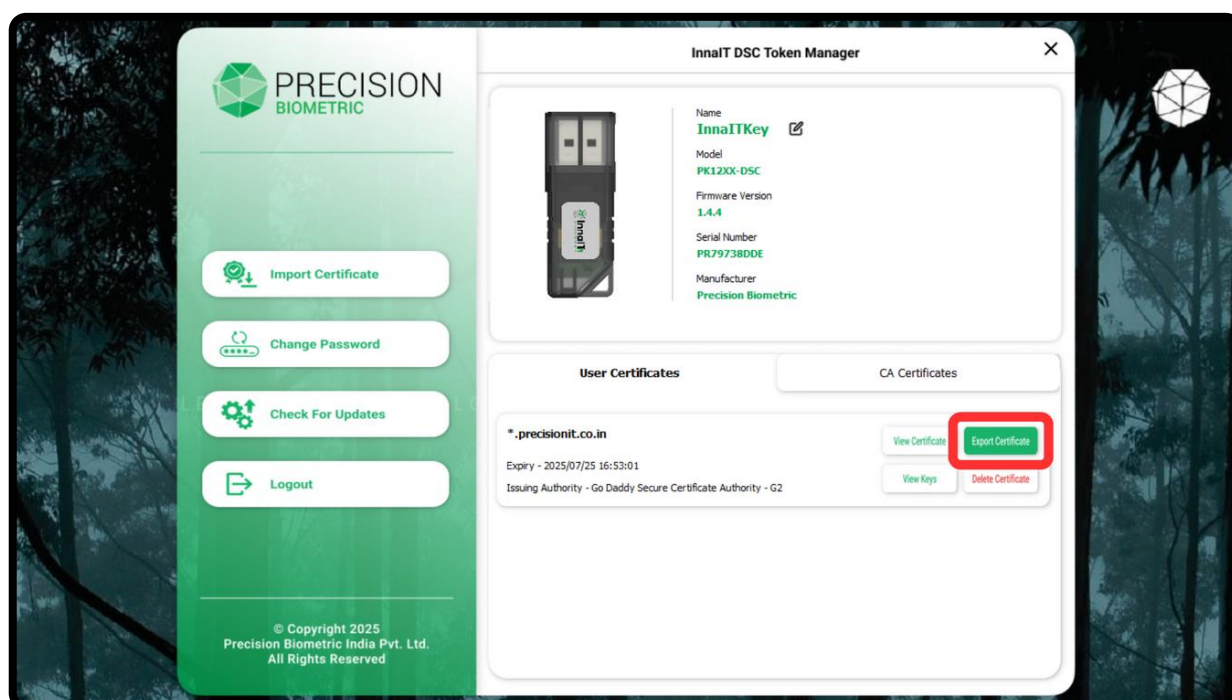 PRECISION
BIOMETRIC
Import Certificate
Change Password
Check For Updates
Logout
© Copyright 2025
Precision Biometric India Pvt. Ltd.
All Rights Reserved
InnaIT DSC Token Manager
InnaIT
Name
InnaITKey
Model
PK12XX-DSC
Firmware Version
1.4.4
Serial Number
PR79738DDE
Manufacturer
Precision Biometric
User Certificates
CA Certificates
*.precisionit.co.in
Expiry - 2025/07/25 16:53:01
Issuing Authority - Go Daddy Secure Certificate Authority - G2
View Certificate
Export Certificate
View Keys
Delete Certificate